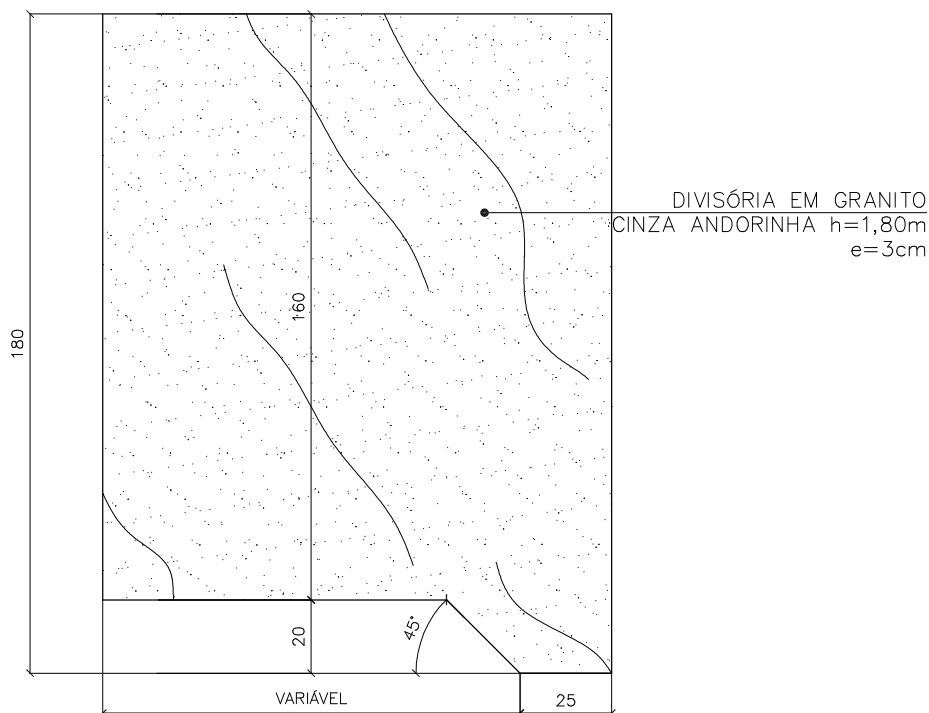 DIVISÓRIA EM GRANITO
CINZA ANDORINHA h=1,80m
e=3cm
180
160
20
45°
VARIÁVEL
25